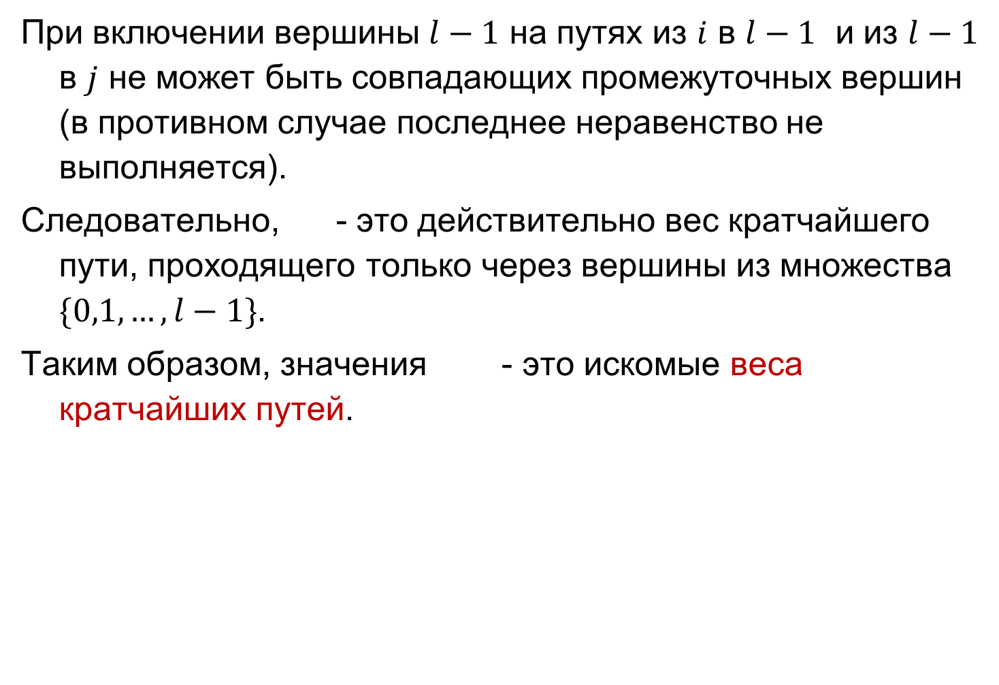 При включении вершины 𝑙 − 1 на путях из 𝑖 в 𝑙 − 1 и из 𝑙 − 1
в 𝑗 не может быть совпадающих промежуточных вершин
(в противном случае последнее неравенство не
выполняется).
Следовательно, - это действительно вес кратчайшего
пути, проходящего только через вершины из множества
{0,1, … , 𝑙 − 1}.
Таким образом, значения - это искомые веса
кратчайших путей.